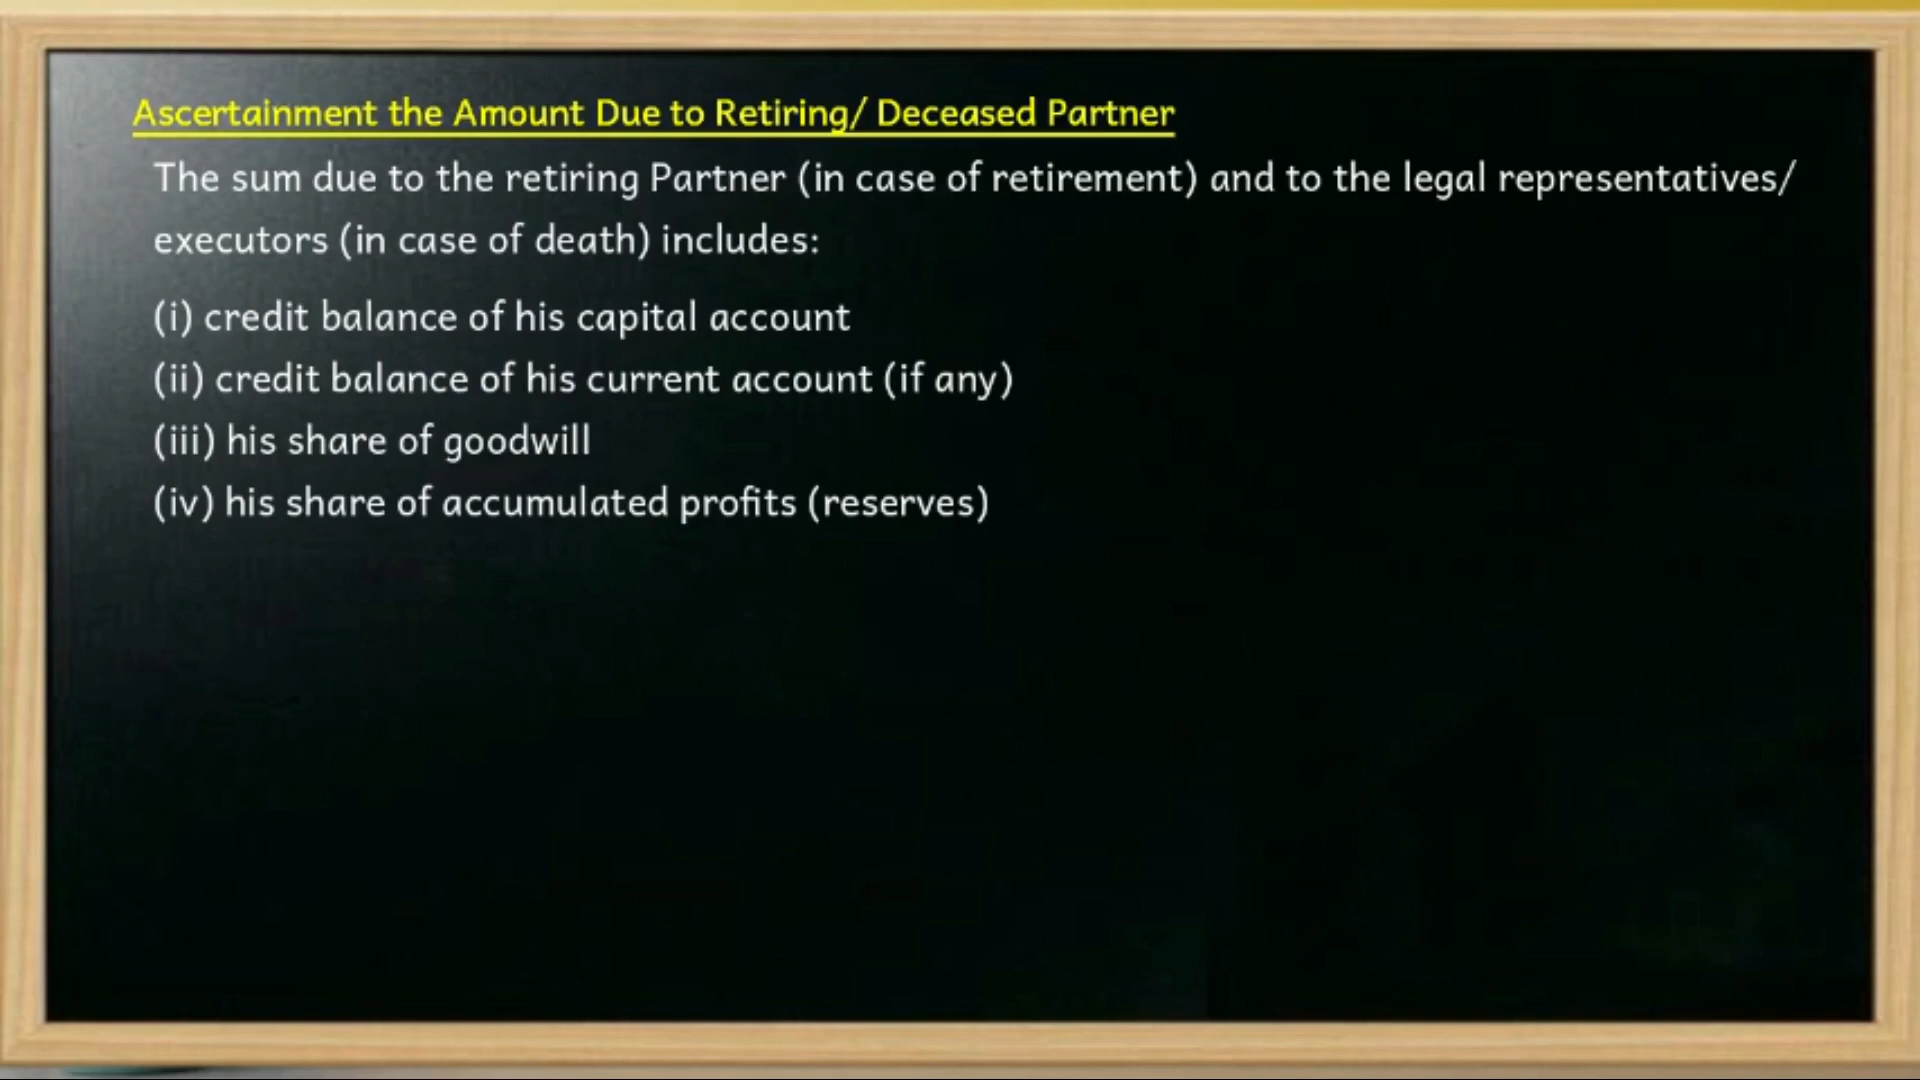 Ascertainment the Amount Due to Retiring/ Deceased Partner
The sum due to the retiring Partner (in case of retirement) and to the legal representatives/
executors (in case of death) includes:
(i) credit balance of his capital account
(ii) credit balance of his current account (if any)
(iii) his share of goodwill
(iv) his share of accumulated profits (reserves)